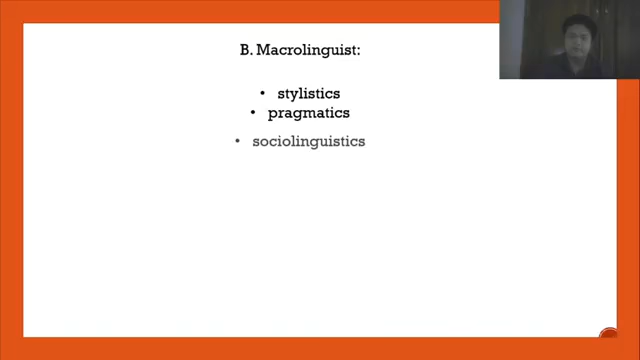 B. Macrolinguist:
• stylistics
• pragmatics
• sociolinguistics